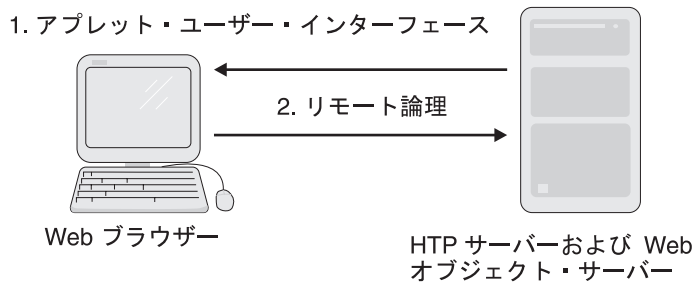 1. アプレット・ユーザー・インターフェース
2. リモート論理
Web ブラウザー
HTP サーバーおよび Web
オブジェクト・サーバー